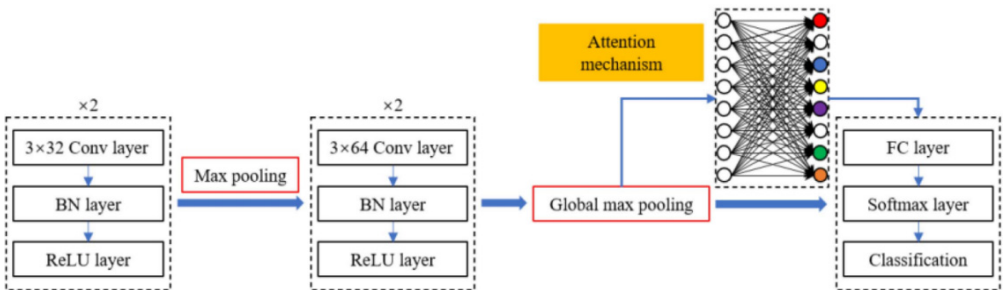 ×2
3×32 Conv layer
BN layer
ReLU layer
Max pooling
×2
3×64 Conv layer
BN layer
ReLU layer
Global max pooling
Attention
mechanism
FC layer
Softmax layer
Classification